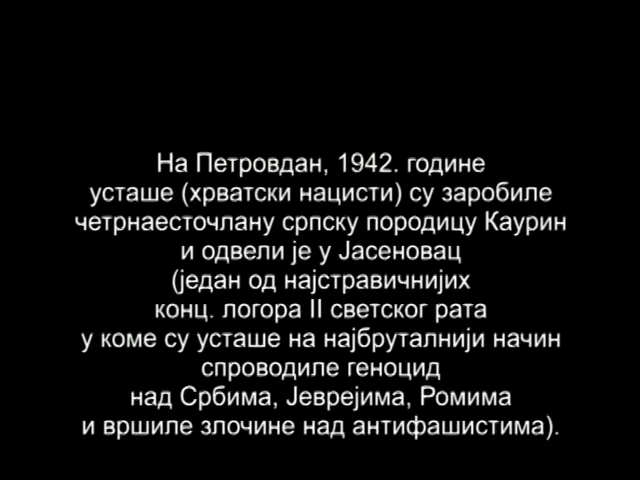 На Петровдан, 1942. године
усташе (хрватски нацисти) су заробиле
четрнаесточлану српску породицу Каурин
и одвели је у Јасеновац
(један од најстравичнијих
конц. логора II светског рата
у коме су усташе на најбруталнији начин
спроводиле геноцид
над Србима, Јеврејима, Ромима
и вршиле злочине над антифашистима).